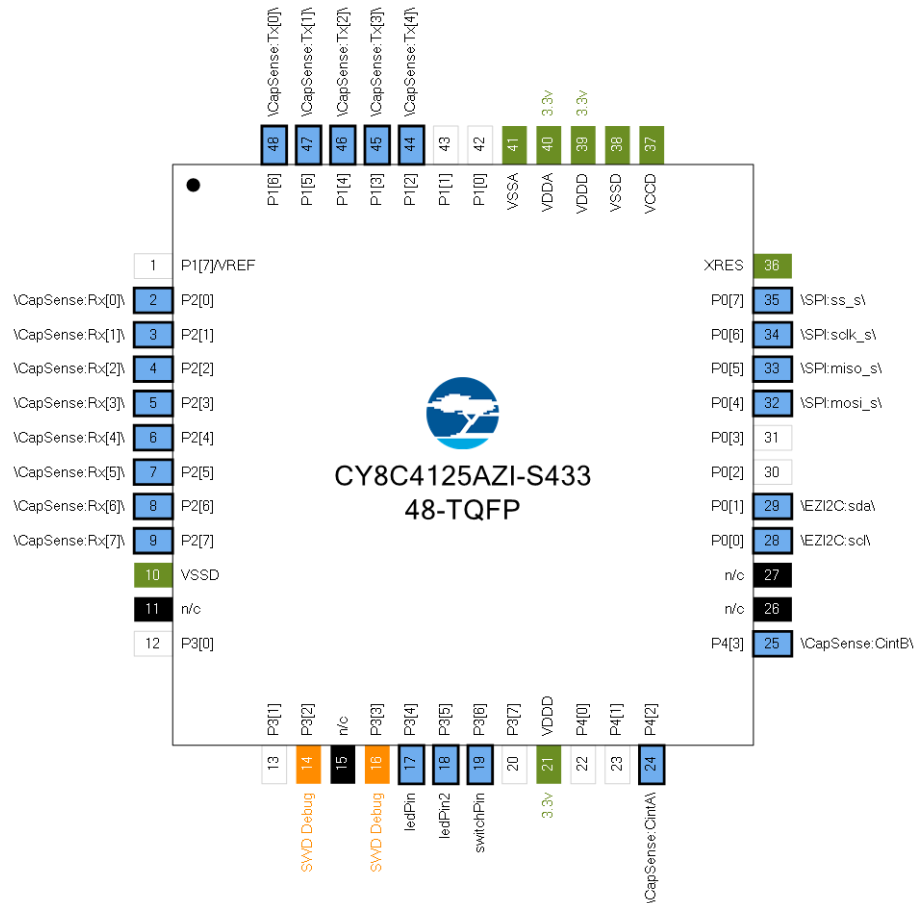 \CapSense:Tx[0]\
\CapSense:Tx[1]\
\CapSense:Tx[2]\
\CapSense:Tx[3]\
\CapSense:Tx[4]\
3.3v
3.3v
48
47
46
45
44
43
42
41
40
39
38
37
P1[6]
P1[5]
P1[4]
P1[3]
P1[2]
P1[1]
P1[0]
VSSA
VDDA
VDDD
VSSD
VCCD
1 P1[7]/VREF
\CapSense:Rx[0]\ 2 P2[0]
\CapSense:Rx[1]\ 3 P2[1]
\CapSense:Rx[2]\ 4 P2[2]
\CapSense:Rx[3]\ 5 P2[3]
\CapSense:Rx[4]\ 6 P2[4]
\CapSense:Rx[5]\ 7 P2[5]
\CapSense:Rx[6]\ 8 P2[6]
\CapSense:Rx[7]\ 9 P2[7]
10 VSSD
11 n/c
12 P3[0]
CY8C4125AZI-S433
48-TQFP
XRES 36
P0[7] 35 \SPI:ss_s\
P0[6] 34 \SPI:sclk_s\
P0[5] 33 \SPI:miso_s\
P0[4] 32 \SPI:mosi_s\
P0[3] 31
P0[2] 30
P0[1] 29 \EZI2C:sda\
P0[0] 28 \EZI2C:scl\
n/c 27
n/c 26
P4[3] 25 \CapSense:CintB\
P3[1]
P3[2]
n/c
P3[3]
P3[4]
P3[5]
P3[6]
P3[7]
VDDD
P4[0]
P4[1]
P4[2]
13
14
15
16
17
18
19
20
21
22
23
24
SWD Debug
SWD Debug
ledPin
ledPin2
switchPin
3.3v
\CapSense:CintA\